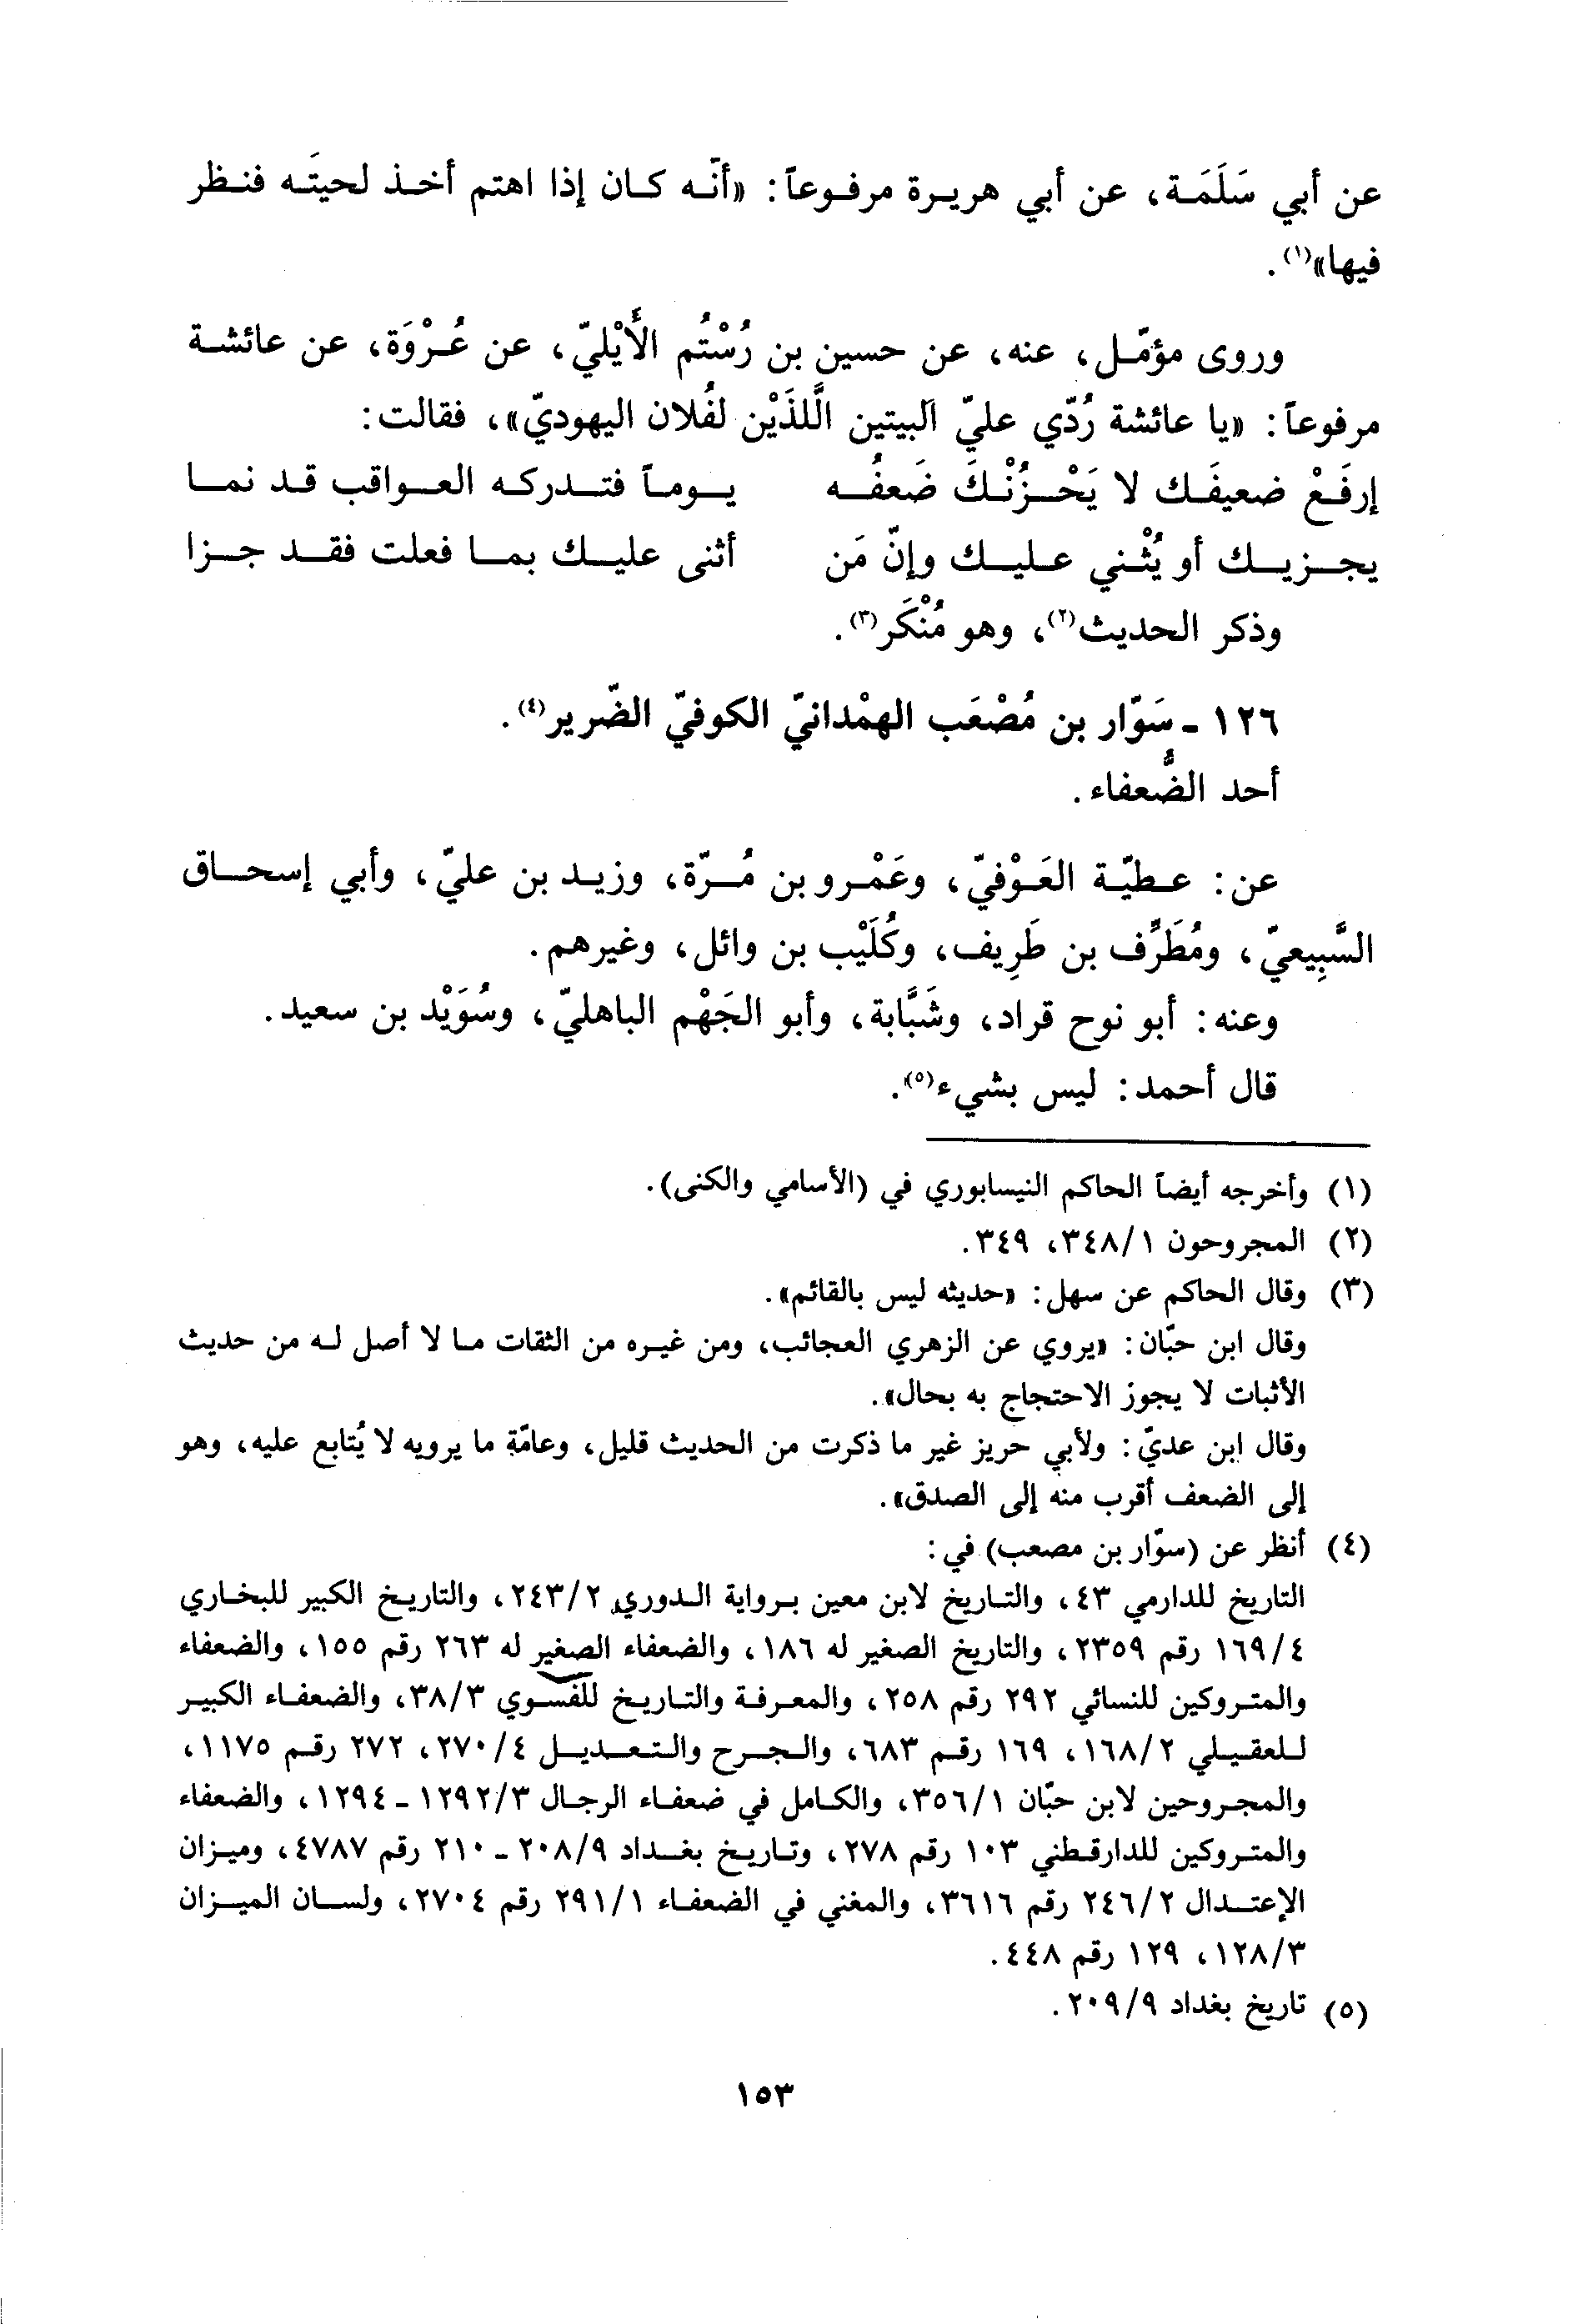 عن أبي سَلَمَة، عن أبي هريرة مرفوعاً: «أنّه كان إذا اهتم أخذ لحيتَه فنظر
فيها»(١).
وروى مؤمّل، عنه، عن حسين بن رُسْتُم الأَيْليّ، عن عُرْوَة، عن عائشة
مرفوعاً: «يا عائشة رُدّي عليّ البيتين الَّلذَيْن لفُلان اليهوديّ»، فقالت:
إرفَعْ ضعيفَك لا يَحْزُنْكَ ضَعفُه يوماً فتدركه العواقب قد نما
يجزيك أو يُثْني عليك وإنّ مَن أثنى عليك بما فعلت فقد جزا
وذكر الحديث(٢)، وهو مُنْكَر(٣).
١٢٦ - سَوّار بن مُصْعَب الهمْدانيّ الكوفيّ الضّرير(٤).
أحد الضُّعفاء.
عن: عطيّة العَوْفيّ، وعَمْرو بن مُرّة، وزيد بن عليّ، وأبي إسحاق
السَّبِيعيّ، ومُطَرِّف بن طَرِيف، وكُلَيْب بن وائل، وغيرهم.
وعنه: أبو نوح قراد، وشَبَّابة، وأبو الجَهْم الباهليّ، وسُوَيْد بن سعيد.
قال أحمد: ليس بشيء(٥).
(١) وأخرجه أيضاً الحاكم النيسابوري في (الأسامي والكنى).
(٢) المجروحون ٣٤٨/١، ٣٤٩.
(٣) وقال الحاكم عن سهل: «حديثه ليس بالقائم».
وقال ابن حبّان: «يروي عن الزهري العجائب، ومن غيره من الثقات ما لا أصل له من حديث
الأثبات لا يجوز الاحتجاج به بحال».
وقال ابن عديّ: ولأبي حريز غير ما ذكرت من الحديث قليل، وعامّة ما يرويه لا يُتابع عليه، وهو
إلى الضعف أقرب منه إلى الصدق».
(٤) أنظر عن (سوّار بن مصعب) في:
التاريخ للدارمي ٤٣، والتاريخ لابن معين برواية الدوري ٢٤٣/٢، والتاريخ الكبير للبخاري
١٦٩/٤ رقم ٢٣٥٩، والتاريخ الصغير له ١٨٦، والضعفاء الصغير له ٢٦٣ رقم ١٥٥، والضعفاء
والمتروكين للنسائي ٢٩٢ رقم ٢٥٨، والمعرفة والتاريخ للفسوي ٣٨/٣، والضعفاء الكبير
للعقيلي ١٦٨/٢، ١٦٩ رقم ٦٨٣، والجرح والتعديل ٢٧٠/٤، ٢٧٢ رقم ١١٧٥،
والمجروحين لابن حبّان ٣٥٦/١، والكامل في ضعفاء الرجال ١٢٩٢/٣ - ١٢٩٤، والضعفاء
والمتروكين للدارقطني ١٠٣ رقم ٢٧٨، وتاريخ بغداد ٢٠٨/٩ - ٢١٠ رقم ٤٧٨٧، وميزان
الإعتدال ٢٤٦/٢ رقم ٣٦١٦، والمغني في الضعفاء ٢٩١/١ رقم ٢٧٠٤، ولسان الميزان
١٢٨/٣، ١٢٩ رقم ٤٤٨.
(٥) تاريخ بغداد ٢٠٩/٩.
١٥٣